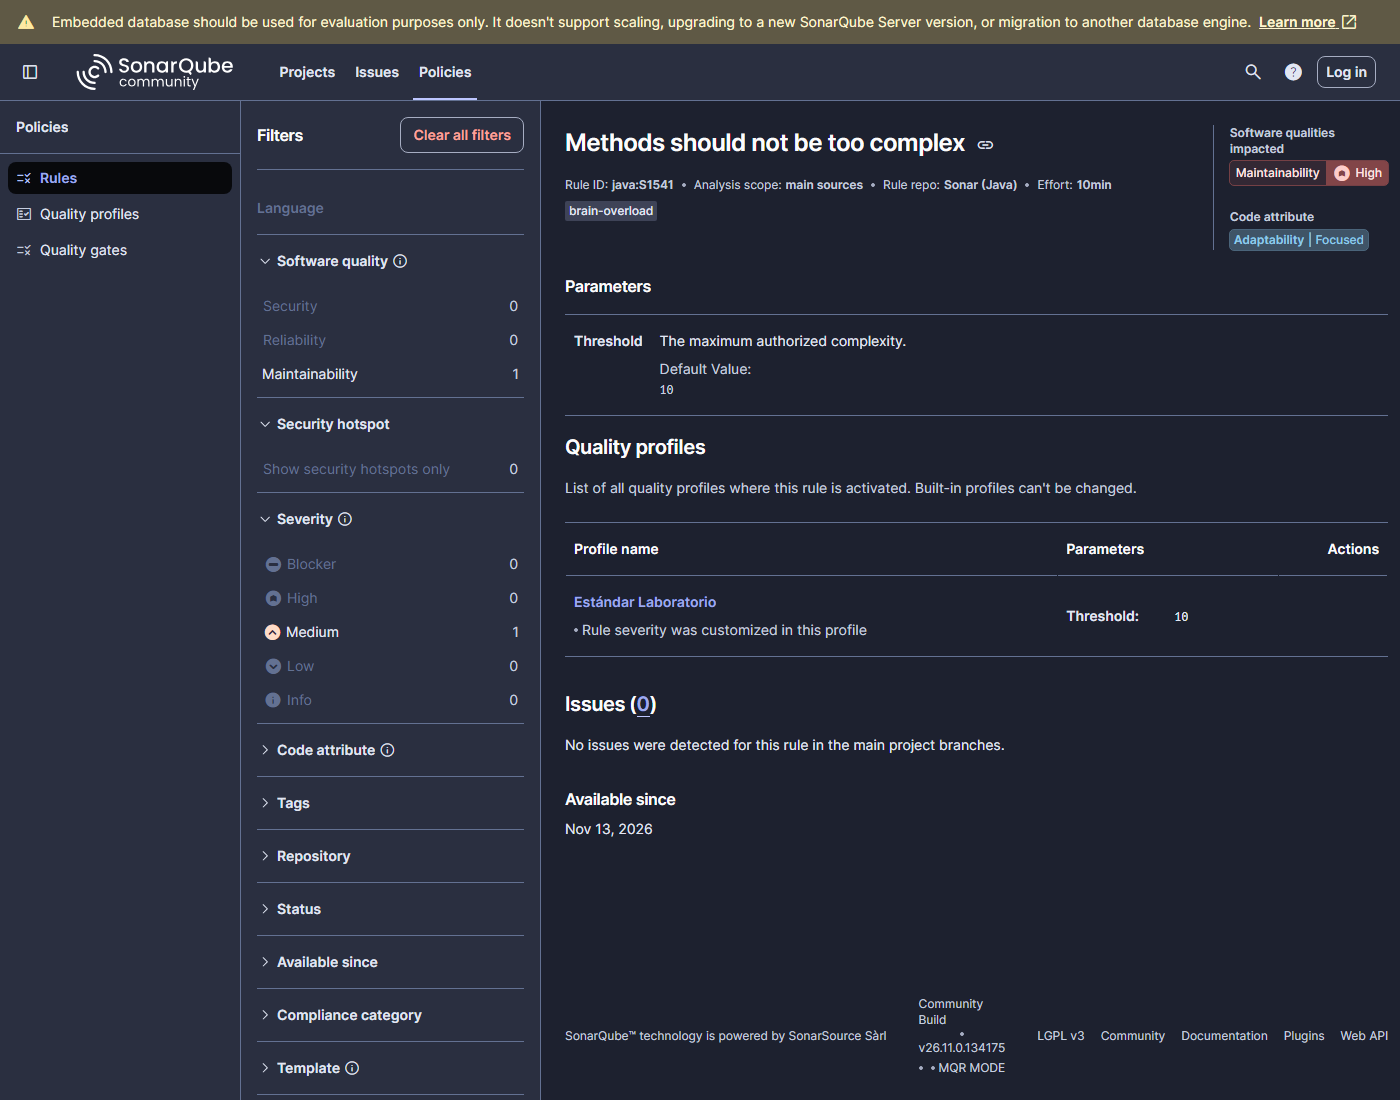 Embedded database should be used for evaluation purposes only. It doesn't support scaling, upgrading to a new SonarQube Server version, or migration to another database engine. Learn more
SonarQube community
Projects
Issues
Policies
?
Log in
Policies
Rules
Quality profiles
Quality gates
Filters
Clear all filters
Language
Software quality
Security 0
Reliability 0
Maintainability 1
Security hotspot
Show security hotspots only 0
Severity
Blocker 0
High 0
Medium 1
Low 0
Info 0
Code attribute
Tags
Repository
Status
Available since
Compliance category
Template
Methods should not be too complex
Rule ID: java:S1541 • Analysis scope: main sources • Rule repo: Sonar (Java) • Effort: 10min
brain-overload
Software qualities
impacted
Maintainability High
Code attribute
Adaptability | Focused
Parameters
Threshold The maximum authorized complexity.
Default Value:
10
Quality profiles
List of all quality profiles where this rule is activated. Built-in profiles can't be changed.
Profile name Parameters Actions
Estándar Laboratorio
• Rule severity was customized in this profile
Threshold: 10
Issues (0)
No issues were detected for this rule in the main project branches.
Available since
Nov 13, 2026
SonarQube™ technology is powered by SonarSource Sàrl
Community
Build
•
v26.11.0.134175
• • MQR MODE
LGPL v3
Community
Documentation
Plugins
Web API